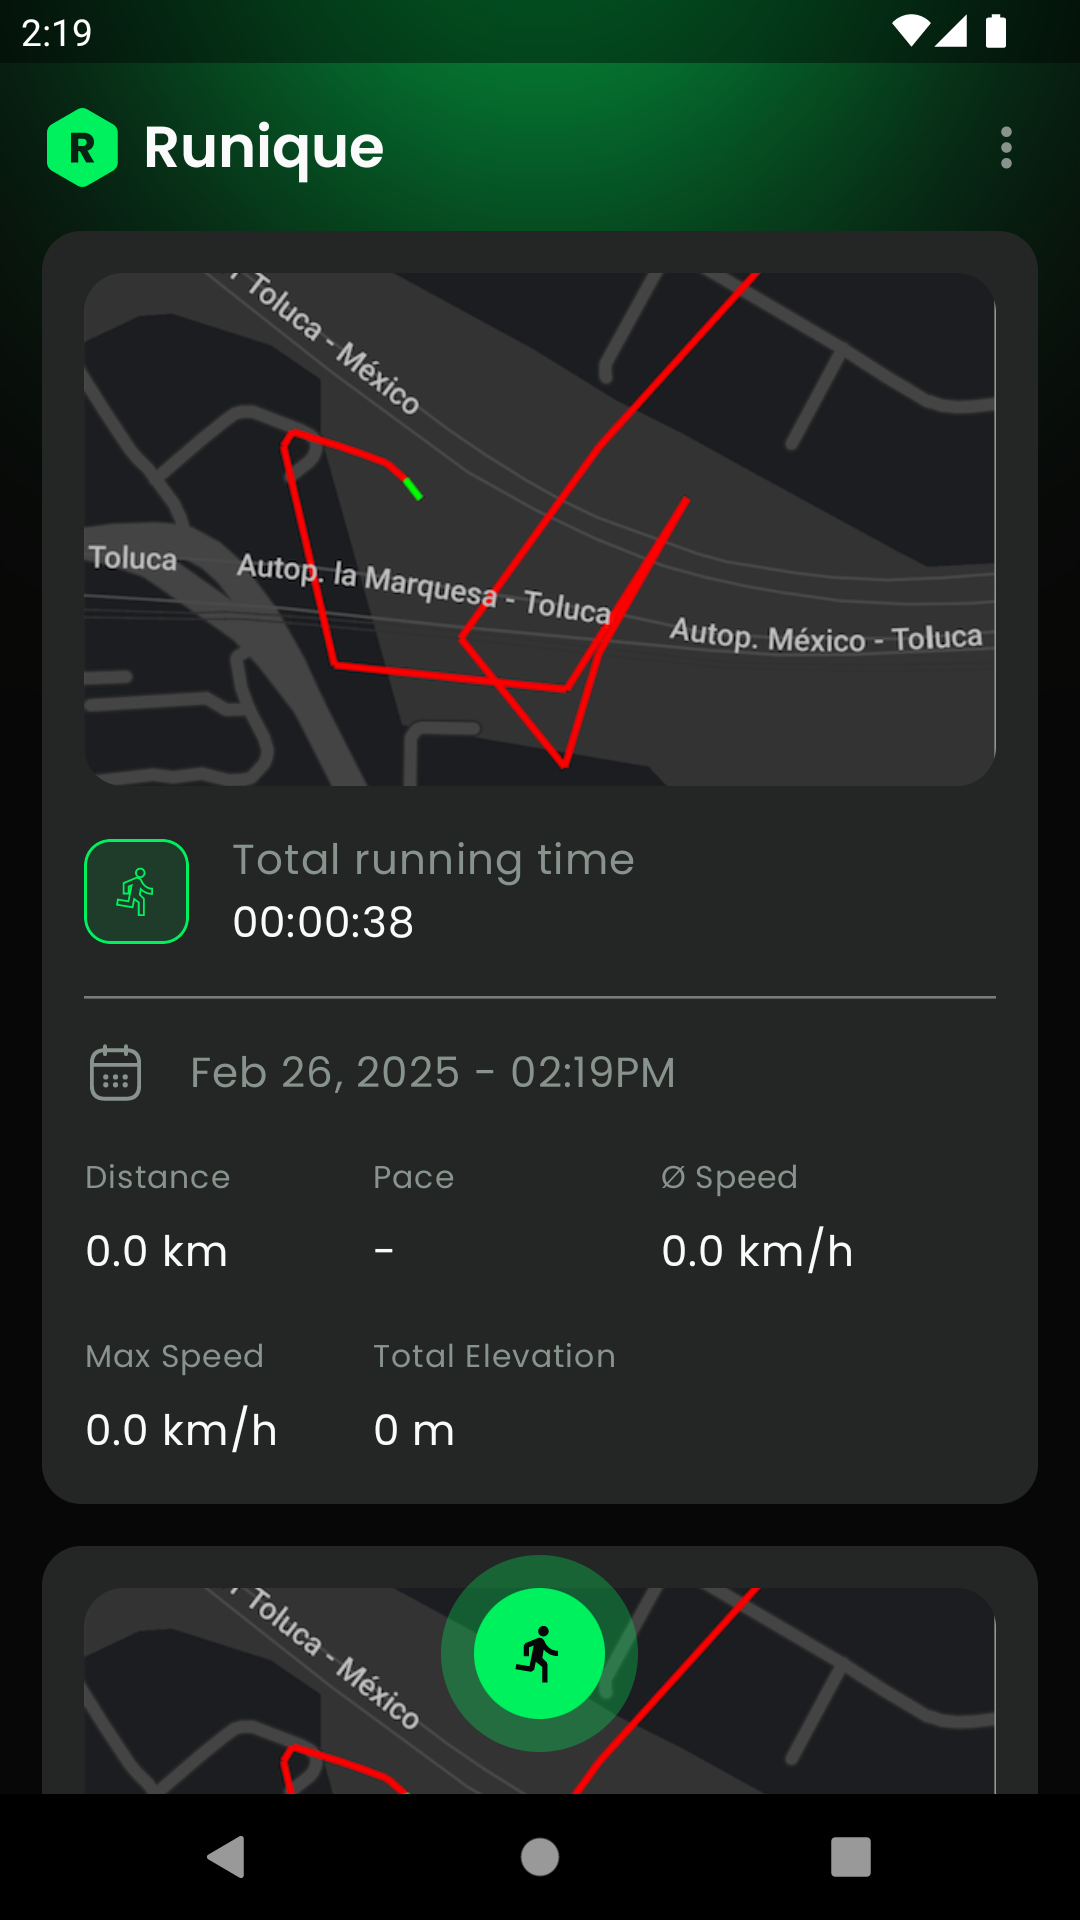 2:19
R Runique
Toluca - México
Toluca
Autop. la Marquesa - Toluca
Autop. México - Toluca
Total running time
00:00:38
Feb 26, 2025 - 02:19PM
Distance Pace Ø Speed
0.0 km - 0.0 km/h
Max Speed Total Elevation
0.0 km/h 0 m
Toluca - México